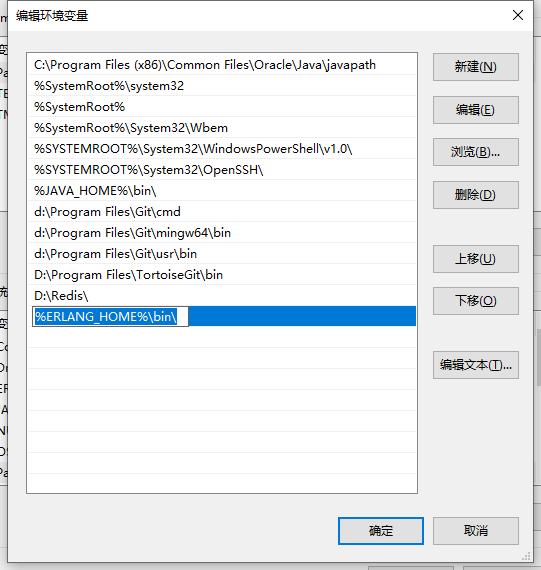 编辑环境变量
C:\Program Files (x86)\Common Files\Oracle\Java\javapath
%SystemRoot%\system32
%SystemRoot%
%SystemRoot%\System32\Wbem
%SYSTEMROOT%\System32\WindowsPowerShell\v1.0\
%SYSTEMROOT%\System32\OpenSSH\
%JAVA_HOME%\bin\
d:\Program Files\Git\cmd
d:\Program Files\Git\mingw64\bin
d:\Program Files\Git\usr\bin
D:\Program Files\TortoiseGit\bin
D:\Redis\
%ERLANG_HOME%\bin\
新建(N)
编辑(E)
浏览(B)...
删除(D)
上移(U)
下移(O)
编辑文本(T)...
确定
取消